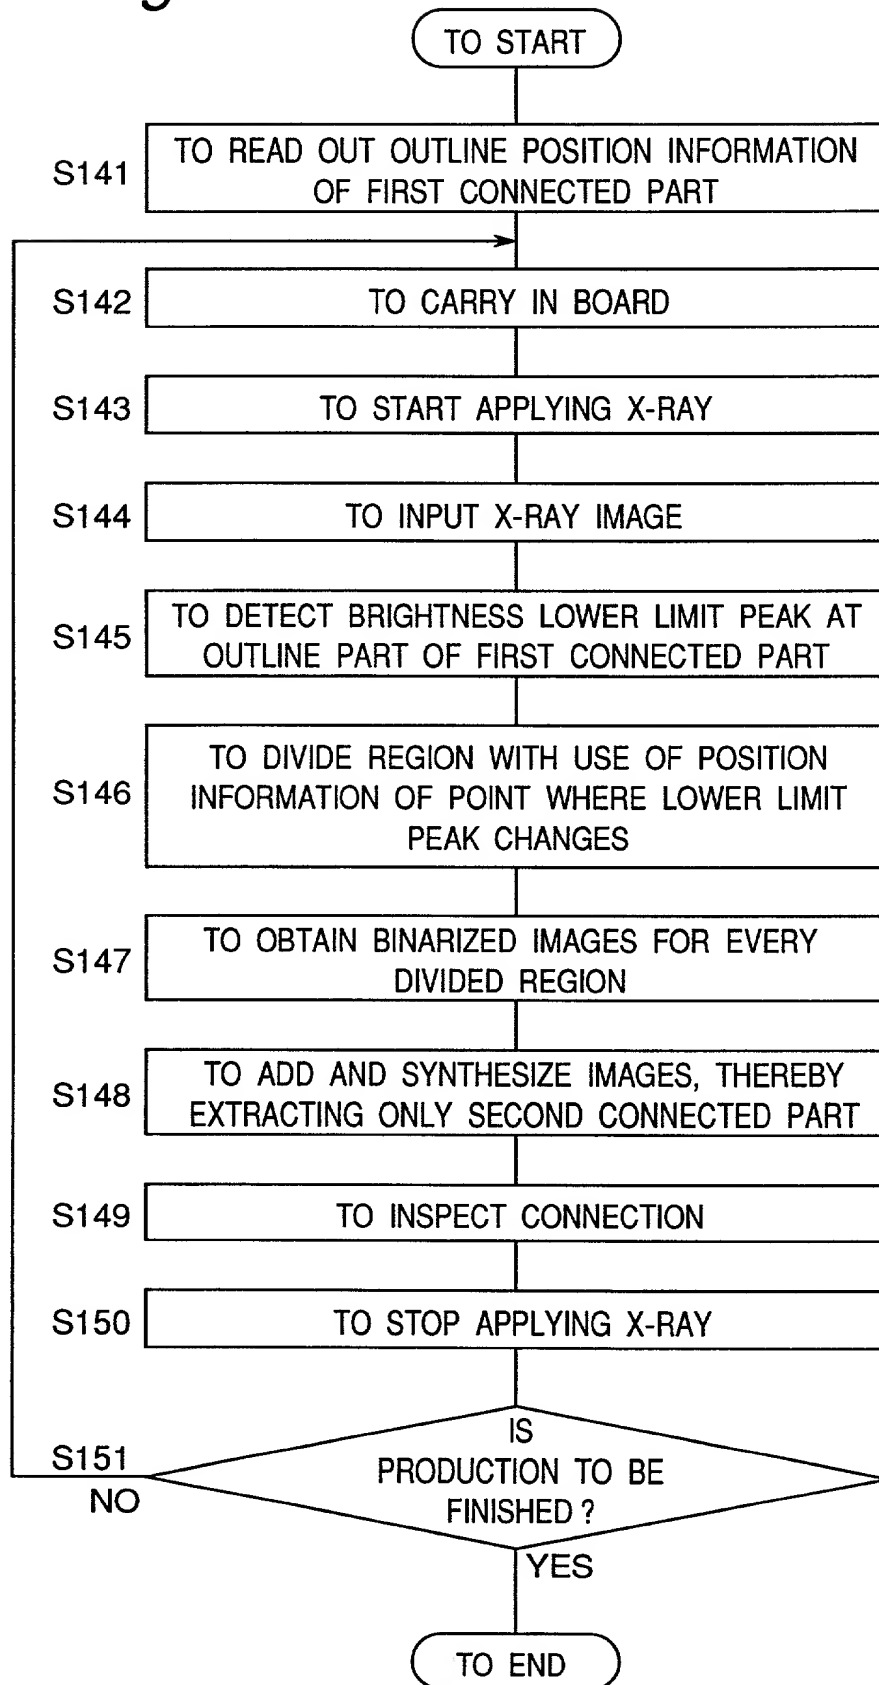 TO START
S141
TO READ OUT OUTLINE POSITION INFORMATION
OF FIRST CONNECTED PART
S142
TO CARRY IN BOARD
S143
TO START APPLYING X-RAY
S144
TO INPUT X-RAY IMAGE
S145
TO DETECT BRIGHTNESS LOWER LIMIT PEAK AT
OUTLINE PART OF FIRST CONNECTED PART
S146
TO DIVIDE REGION WITH USE OF POSITION
INFORMATION OF POINT WHERE LOWER LIMIT
PEAK CHANGES
S147
TO OBTAIN BINARIZED IMAGES FOR EVERY
DIVIDED REGION
S148
TO ADD AND SYNTHESIZE IMAGES, THEREBY
EXTRACTING ONLY SECOND CONNECTED PART
S149
TO INSPECT CONNECTION
S150
TO STOP APPLYING X-RAY
S151
IS
PRODUCTION TO BE
FINISHED?
NO
YES
TO END